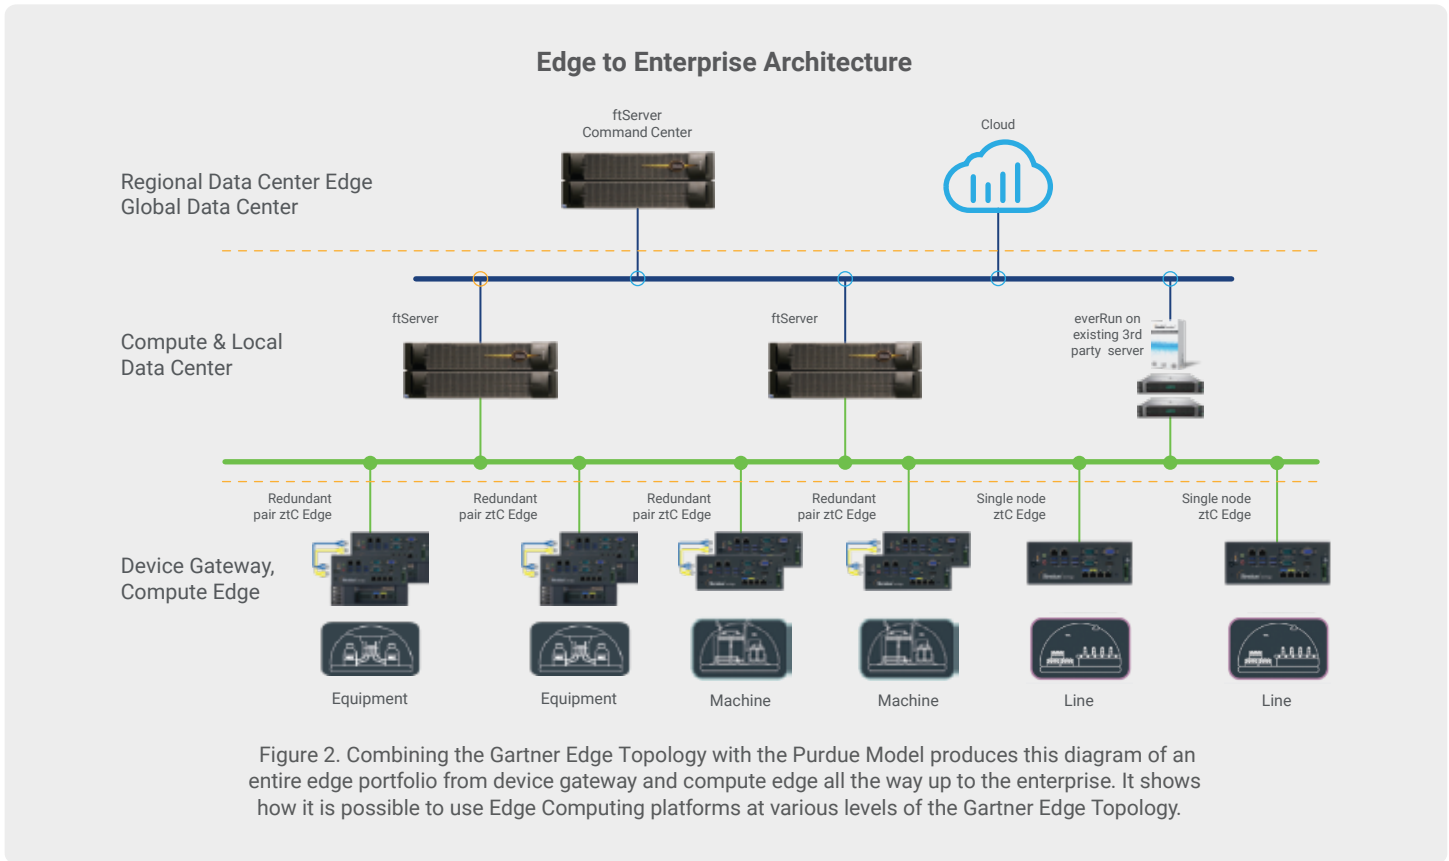 Edge to Enterprise Architecture
ftServer
Command Center
Cloud
Regional Data Center Edge
Global Data Center
ftServer
ftServer
everRun on
existing 3rd
party server
Compute & Local
Data Center
Redundant
pair ztC Edge
Redundant
pair ztC Edge
Redundant
pair ztC Edge
Redundant
pair ztC Edge
Single node
ztC Edge
Single node
ztC Edge
Device Gateway,
Compute Edge
Equipment
Equipment
Machine
Machine
Line
Line
Figure 2. Combining the Gartner Edge Topology with the Purdue Model produces this diagram of an
entire edge portfolio from device gateway and compute edge all the way up to the enterprise. It shows
how it is possible to use Edge Computing platforms at various levels of the Gartner Edge Topology.